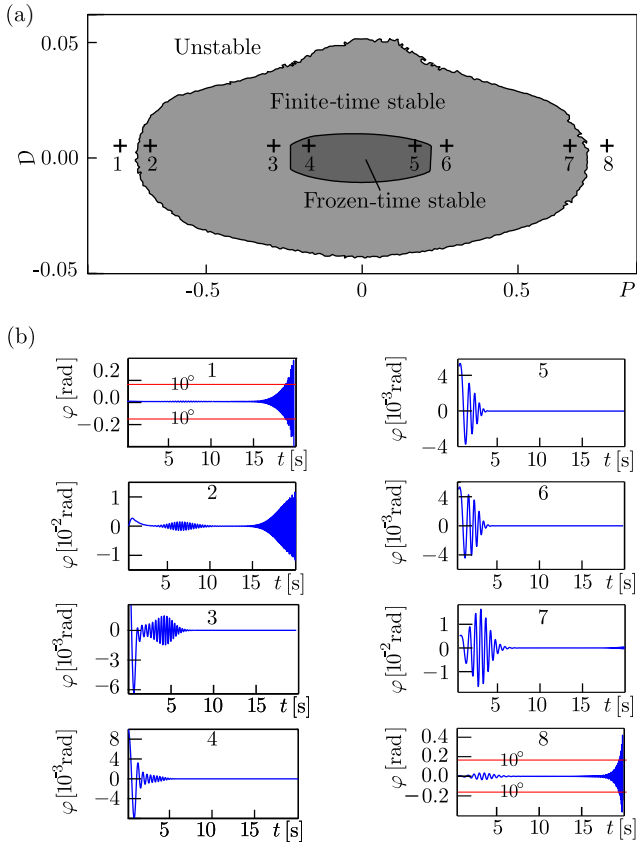 (a)
Unstable
Finite-time stable
Frozen-time stable
0.05
0.00
-0.05
D
1 2 3 4 5 6 7 8
-0.5 0 0.5 P
(b)
1
φ [rad]
0.2
0.0
−0.2
10°
10°
5 10 15 t [s]
2
φ [10⁻²rad]
1
0
−1
5 10 15 t [s]
3
φ [10⁻³rad]
0
−3
−6
5 10 15 t [s]
4
φ [10⁻³rad]
8
4
0
−4
5 10 15 t [s]
5
φ [10⁻³rad]
4
0
−4
5 10 15 t [s]
6
φ [10⁻³rad]
4
0
−4
5 10 15 t [s]
7
φ [10⁻²rad]
1
0
−1
5 10 15 t [s]
8
φ [rad]
0.4
0.2
0.0
−0.2
10°
10°
5 10 15 t [s]